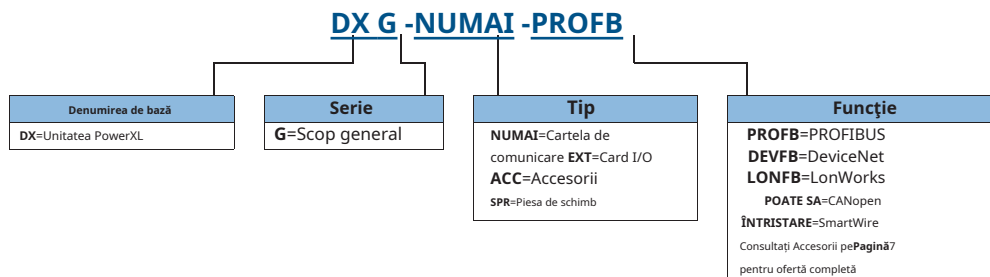 DX G -NUMAI -PROFB
Denumirea de bază
DX=Unitatea PowerXL
Serie
G=Scop general
Tip
NUMAI=Cartela de
comunicare EXT=Card I/O
ACC=Accesorii
SPR=Piesa de schimb
Funcţie
PROFB=PROFIBUS
DEVFB=DeviceNet
LONFB=LonWorks
POATE SA=CANopen
ÎNTRISTARE=SmartWire
Consultați Accesorii pePagină7
pentru ofertă completă